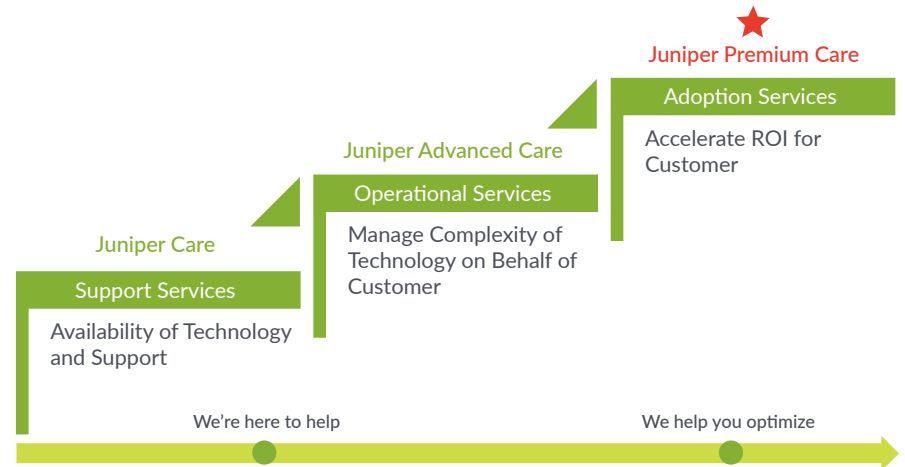 Juniper Premium Care
Adoption Services
Accelerate ROI for
Customer
Juniper Advanced Care
Operational Services
Manage Complexity of
Technology on Behalf of
Customer
Juniper Care
Support Services
Availability of Technology
and Support
We're here to help
We help you optimize